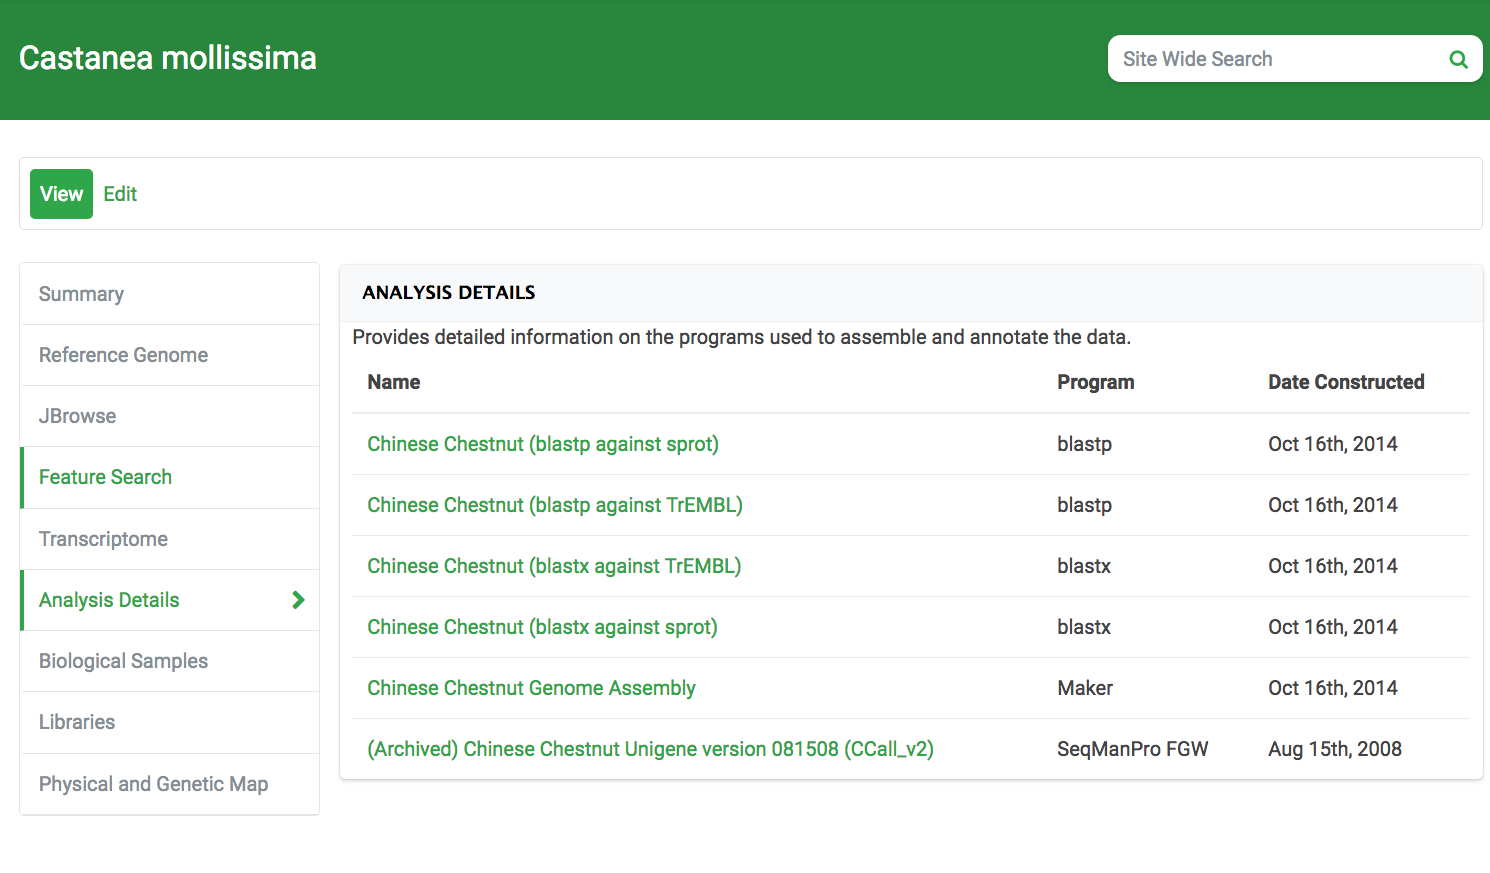 Castanea mollissima
Site Wide Search
View Edit
Summary
Reference Genome
JBrowse
Feature Search
Transcriptome
Analysis Details
Biological Samples
Libraries
Physical and Genetic Map
ANALYSIS DETAILS
Provides detailed information on the programs used to assemble and annotate the data.
Name Program Date Constructed
Chinese Chestnut (blastp against sprot) blastp Oct 16th, 2014
Chinese Chestnut (blastp against TrEMBL) blastp Oct 16th, 2014
Chinese Chestnut (blastx against TrEMBL) blastx Oct 16th, 2014
Chinese Chestnut (blastx against sprot) blastx Oct 16th, 2014
Chinese Chestnut Genome Assembly Maker Oct 16th, 2014
(Archived) Chinese Chestnut Unigene version 081508 (CCall_v2) SeqManPro FGW Aug 15th, 2008